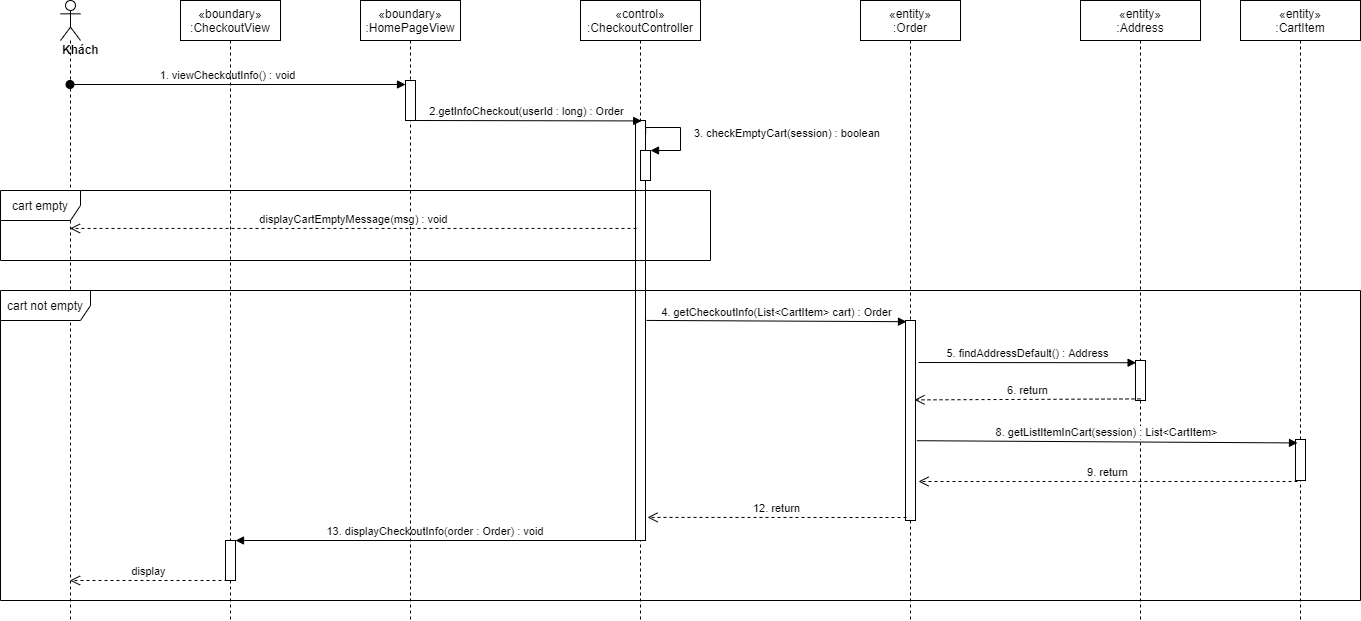 «boundary»
:CheckoutView
«boundary»
:HomePageView
«control»
:CheckoutController
«entity»
:Order
«entity»
:Address
«entity»
:CartItem
Khách
1. viewCheckoutInfo() : void
2.getInfoCheckout(userId : long) : Order
3. checkEmptyCart(session) : boolean
cart empty
displayCartEmptyMessage(msg) : void
cart not empty
4. getCheckoutInfo(List<CartItem> cart) : Order
5. findAddressDefault() : Address
6. return
8. getListItemInCart(session) : List<CartItem>
9. return
12. return
13. displayCheckoutInfo(order : Order) : void
display